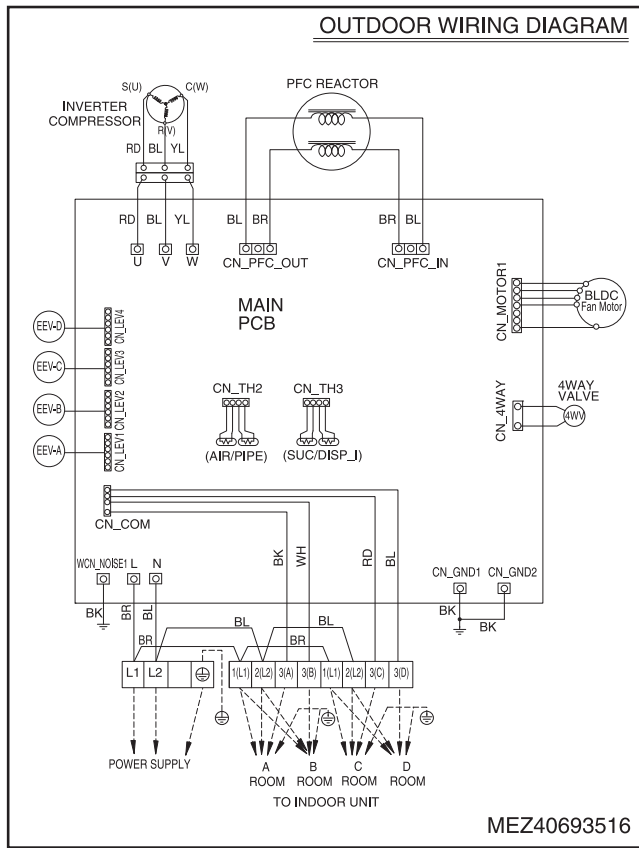 OUTDOOR WIRING DIAGRAM
PFC REACTOR
S(U) C(W)
INVERTER
COMPRESSOR
R(V)
RD BL YL
RD BL YL BL BR BR BL
U V W CN_PFC_OUT CN_PFC_IN
MAIN
PCB
CN_MOTOR1
BLDC
Fan Motor
EEV-D CN_LEV4
EEV-C CN_LEV3
EEV-B CN_LEV2
EEV-A CN_LEV1
CN_TH2 CN_TH3
(AIR/PIPE) (SUC/DISP_I)
CN_4WAY
4WAY
VALVE
4WV
CN_COM
BK WH RD BL
WCN_NOISE1 L N
CN_GND1 CN_GND2
BK BR BL BK BK
BR BL BR BL
L1 L2 1(L1) 2(L2) 3(A) 3(B) 1(L1) 2(L2) 3(C) 3(D)
POWER SUPPLY
A B C D
ROOM ROOM ROOM ROOM
TO INDOOR UNIT
MEZ40693516